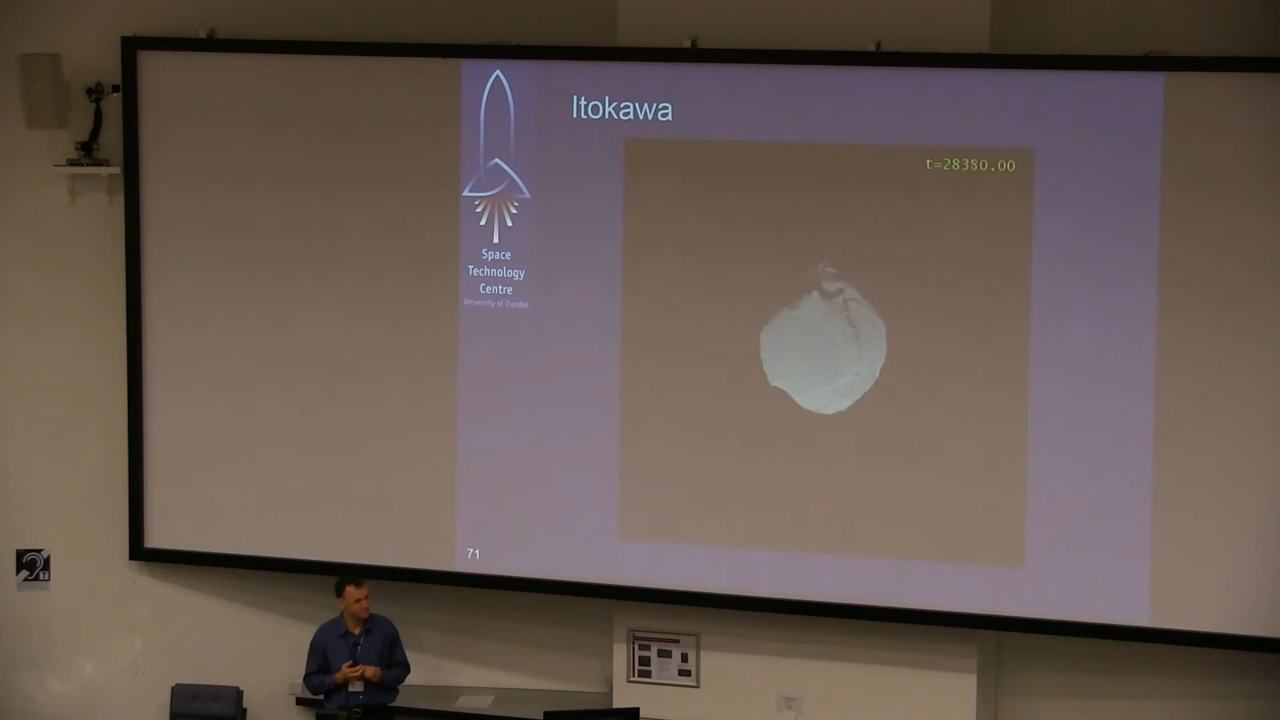 Itokawa
t=28380.00
Space
Technology
Centre
University of Dundee
71
T